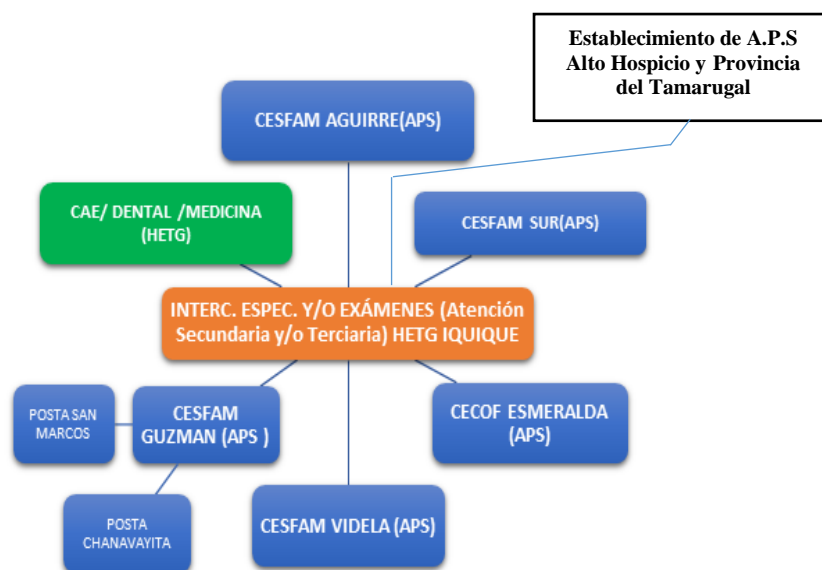 Establecimiento de A.P.S
Alto Hospicio y Provincia
del Tamarugal
CESFAM AGUIRRE(APS)
CAE/ DENTAL /MEDICINA
(HETG)
CESFAM SUR(APS)
INTERC. ESPEC. Y/O EXÁMENES (Atención
Secundaria y/o Terciaria) HETG IQUIQUE
POSTA SAN
MARCOS
CESFAM
GUZMAN (APS )
CECOF ESMERALDA
(APS)
POSTA
CHANAVAYITA
CESFAM VIDELA (APS)